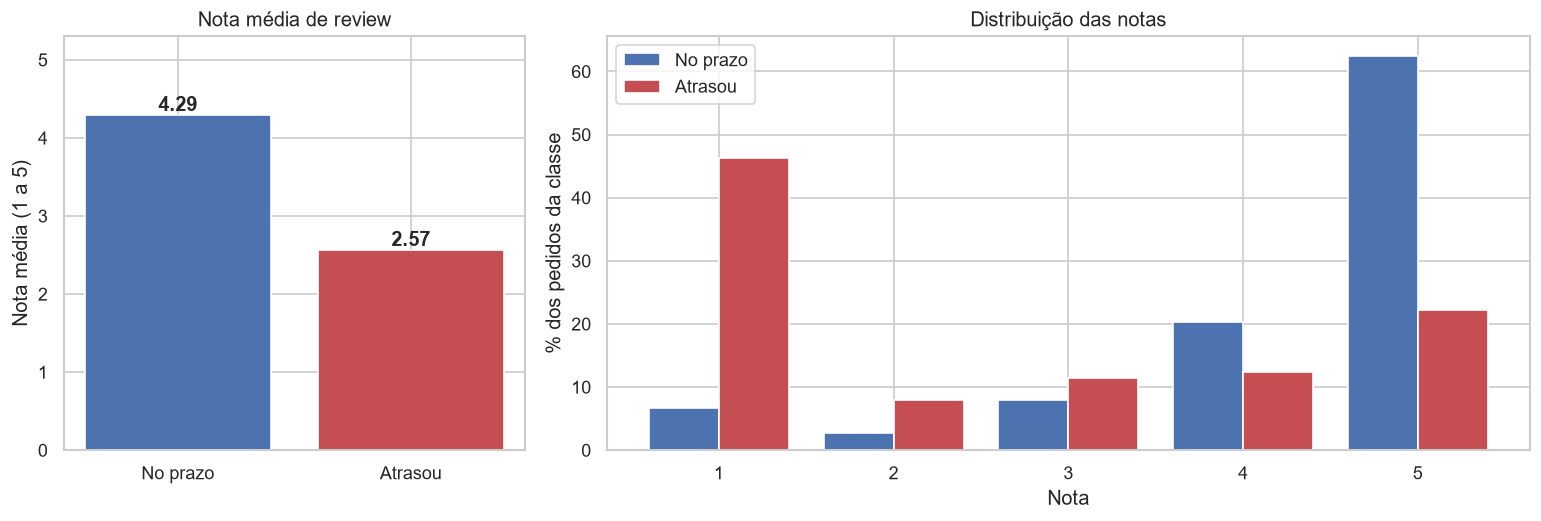 Nota média de review
Nota média (1 a 5)
5
4
3
2
1
0
4.29
2.57
No prazo
Atrasou
Distribuição das notas
% dos pedidos da classe
60
50
40
30
20
10
0
No prazo
Atrasou
1 2 3 4 5
Nota